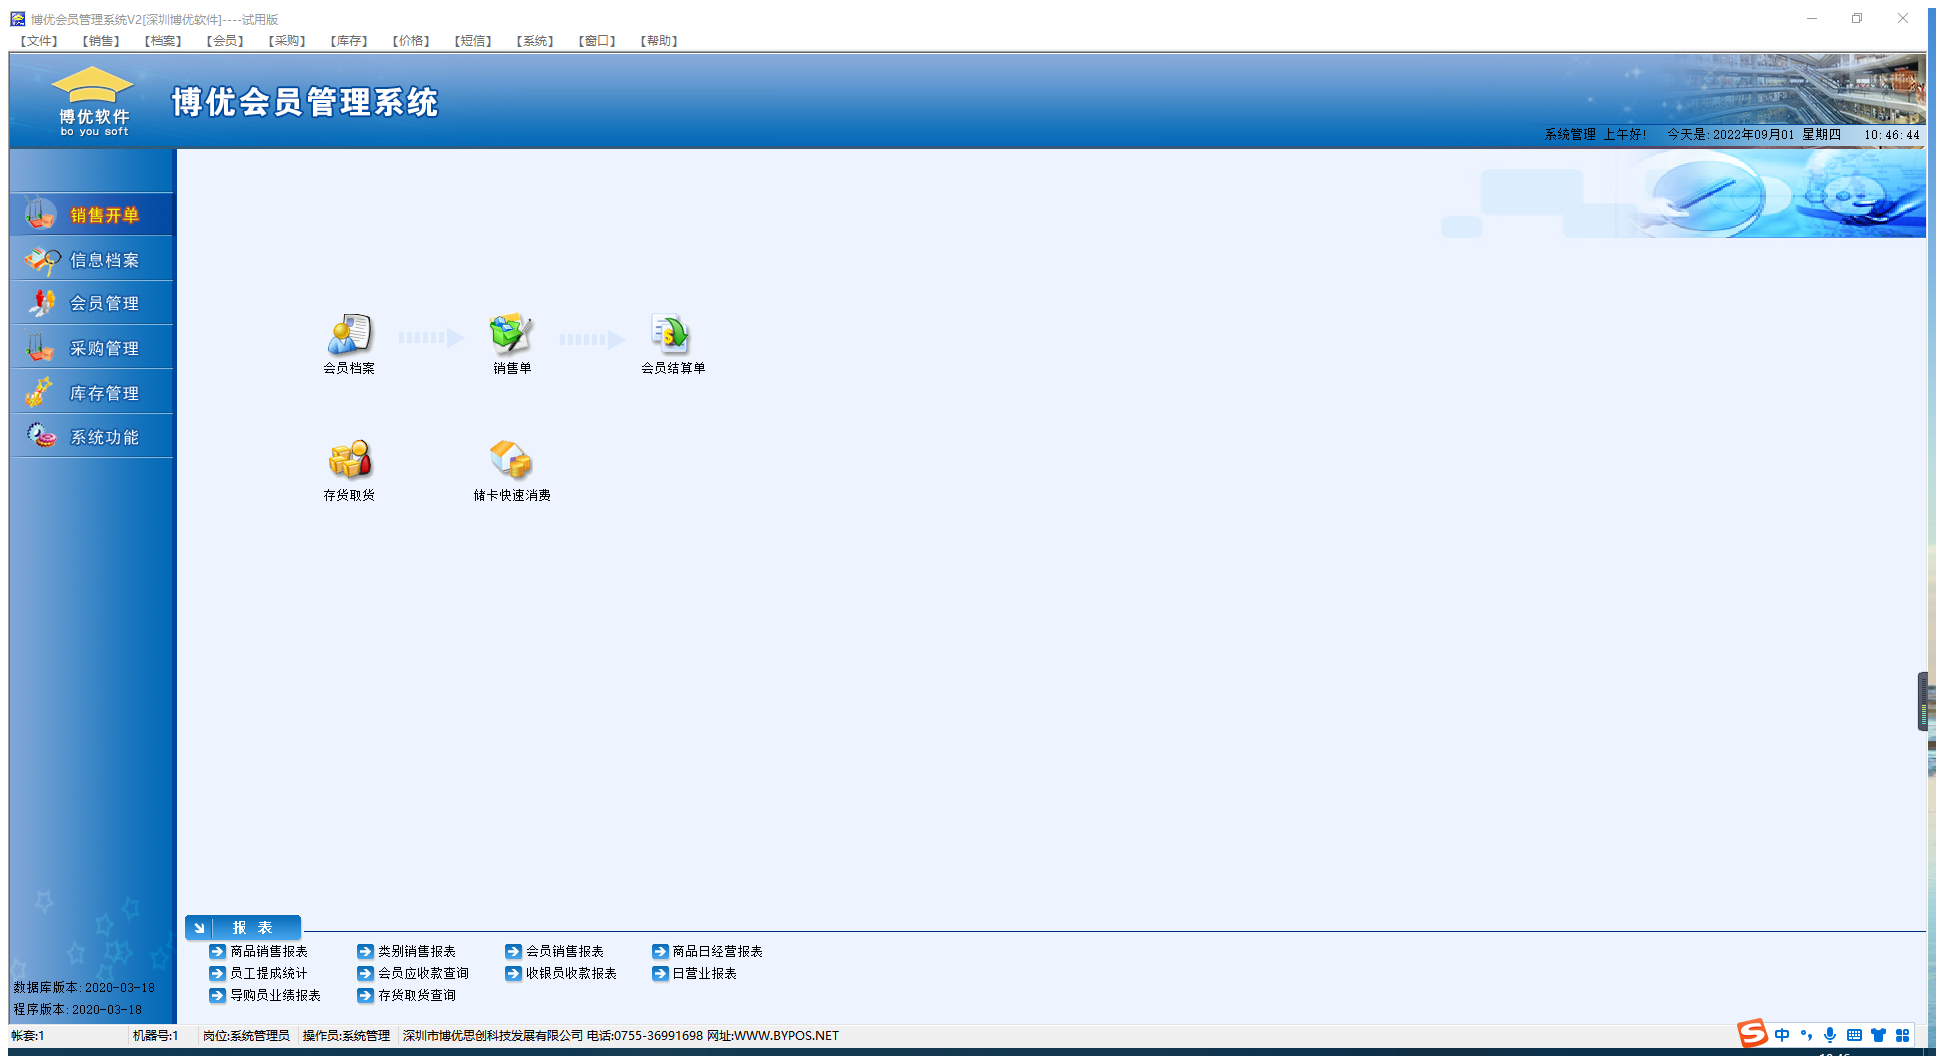 博优会员管理系统V2[深圳博优软件]----试用版
【文件】 【销售】 【档案】 【会员】 【采购】 【库存】 【价格】 【短信】 【系统】 【窗口】 【帮助】
博优软件
bo you soft
博优会员管理系统
系统管理 上午好! 今天是:2022年09月01 星期四 10:46:44
销售开单
信息档案
会员管理
采购管理
库存管理
系统功能
会员档案 销售单 会员结算单
存货取货 储卡快速消费
报 表
商品销售报表 类别销售报表 会员销售报表 商品日经营报表
员工提成统计 会员应收款查询 收银员收款报表 日营业报表
导购员业绩报表 存货取货查询
数据库版本:2020-03-18
程序版本:2020-03-18
帐套:1 机器号:1 岗位:系统管理员 操作员:系统管理 深圳市博优思创科技发展有限公司 电话:0755-36991698 网址:WWW.BYPOS.NET
S 中